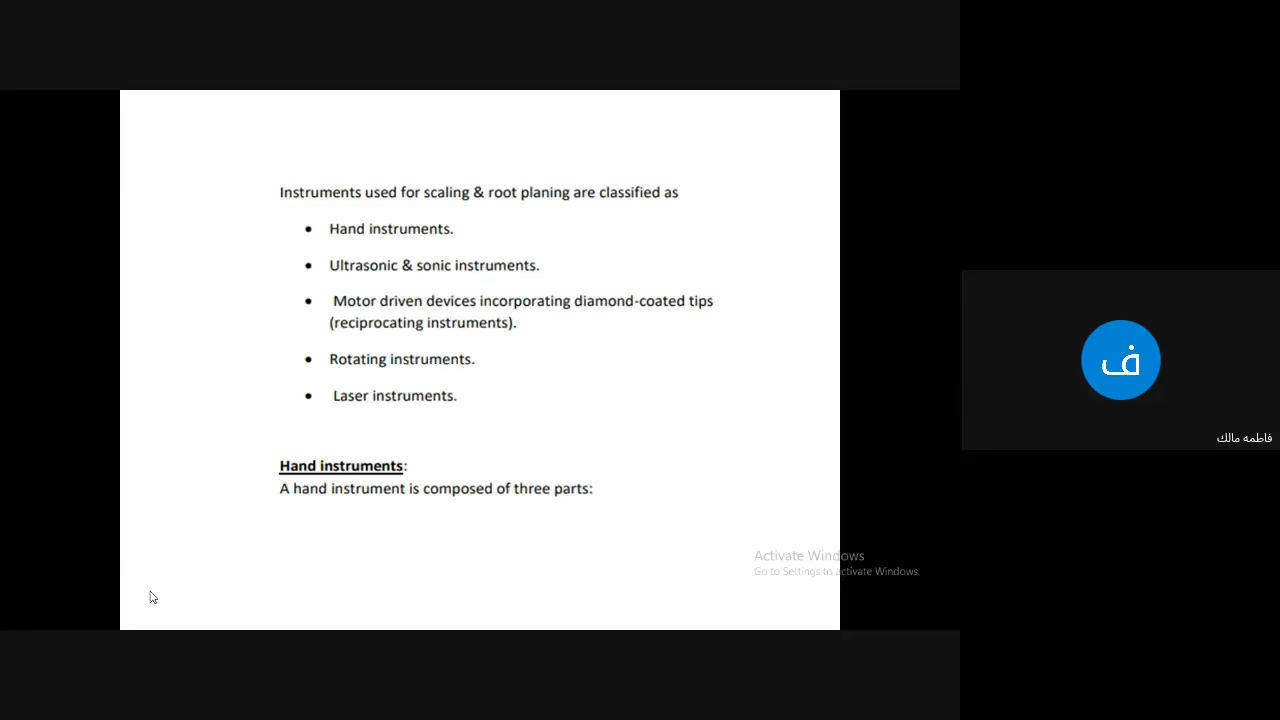 Instruments used for scaling & root planing are classified as
• Hand instruments.
• Ultrasonic & sonic instruments.
• Motor driven devices incorporating diamond-coated tips
(reciprocating instruments).
• Rotating instruments.
• Laser instruments.
Hand instruments:
A hand instrument is composed of three parts:
Activate Windows
Go to Settings to activate Windows.
ف
فاطمه مالك